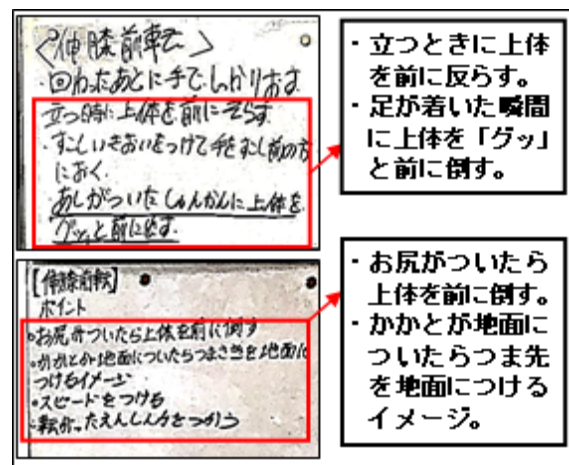 〈伸膝前転〉
・回わったあとに手でしっかりおす
立つ時に上体を前にそらす
・すこしいきおいをつけて手をすこし前の方
におく.
・あしがついたしゅんかんに上体を
グッと前にだす.
・立つときに上体
を前に反らす。
・足が着いた瞬間
に上体を「グッ」
と前に倒す。
【伸膝前転】
ポイント
・お尻がついたら上体を前に倒す
・かかとが地面についたらつまさきを地面に
つけるイメージ
・スピードをつける
・転がったえんしん力をつかう
・お尻がついたら
上体を前に倒す。
・かかとが地面に
ついたらつま先
を地面につける
イメージ。